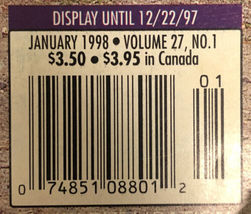 DISPLAY UNTIL 12/22/97
JANUARY 1998 • VOLUME 27, NO.1
$3.50 • $3.95 in Canada
01
0 74851 08801 2